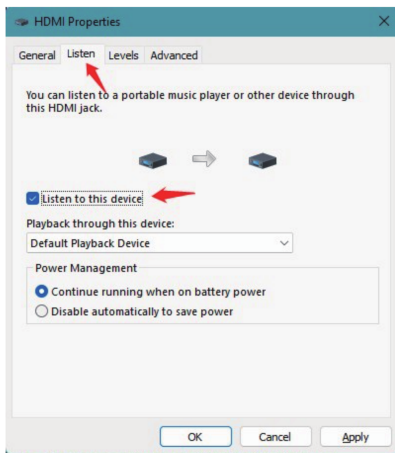 HDMI Properties
General Listen Levels Advanced
You can listen to a portable music player or other device through
this HDMI jack.
Listen to this device
Playback through this device:
Default Playback Device
Power Management
Continue running when on battery power
Disable automatically to save power
OK Cancel Apply